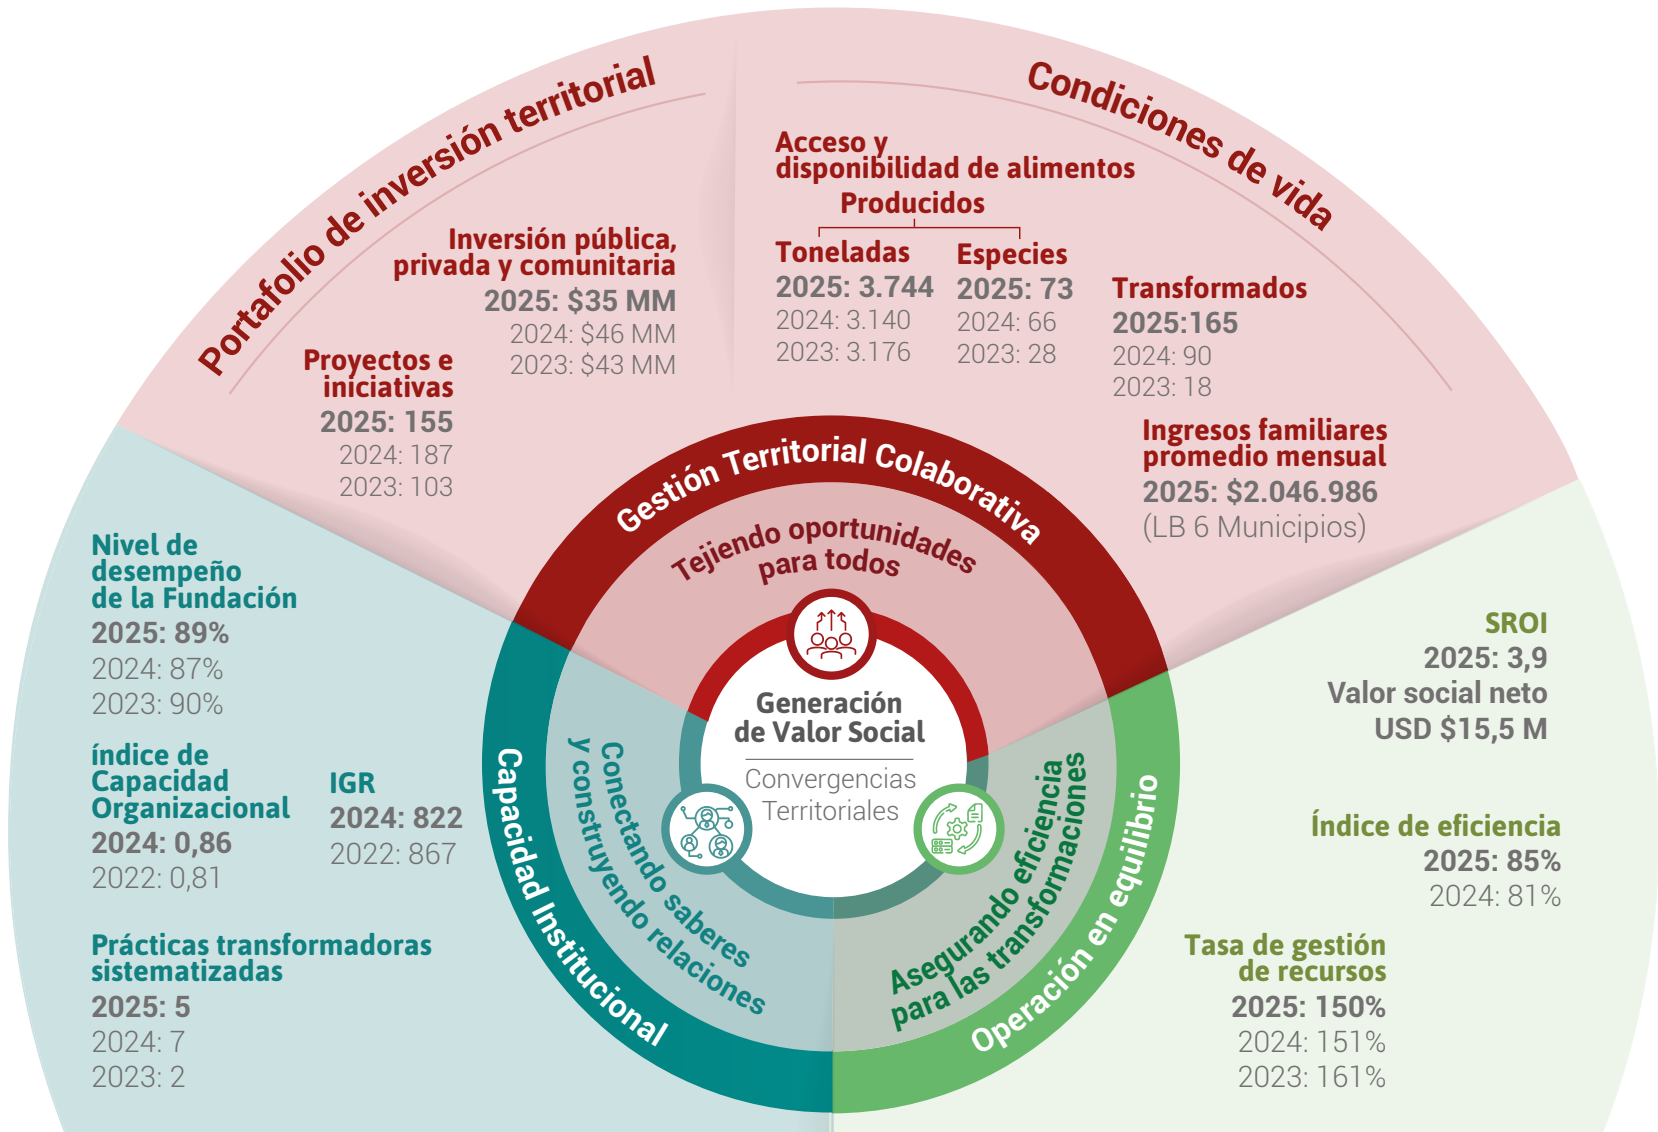 Portafolio de inversión territorial
Inversión pública,
privada y comunitaria
2025: $35 MM
2024: $46 MM
2023: $43 MM
Proyectos e
iniciativas
2025: 155
2024: 187
2023: 103
Condiciones de vida
Acceso y
disponibilidad de alimentos
Producidos
Toneladas
2025: 3.744
2024: 3.140
2023: 3.176
Especies
2025: 73
2024: 66
2023: 28
Transformados
2025:165
2024: 90
2023: 18
Ingresos familiares
promedio mensual
2025: $2.046.986
(LB 6 Municipios)
Gestión Territorial Colaborativa
Tejiendo oportunidades
para todos
Generación
de Valor Social
Convergencias
Territoriales
Nivel de
desempeño
de la Fundación
2025: 89%
2024: 87%
2023: 90%
índice de
Capacidad
Organizacional
2024: 0,86
2022: 0,81
IGR
2024: 822
2022: 867
Prácticas transformadoras
sistematizadas
2025: 5
2024: 7
2023: 2
Capacidad Institucional
Conectando saberes
y construyendo relaciones
Asegurando eficiencia
para las transformaciones
Operación en equilibrio
SROI
2025: 3,9
Valor social neto
USD $15,5 M
Índice de eficiencia
2025: 85%
2024: 81%
Tasa de gestión
de recursos
2025: 150%
2024: 151%
2023: 161%